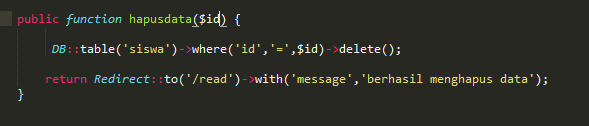 public function hapusdata($id) {
DB::table('siswa')->where('id','=',$id)->delete();
return Redirect::to('/read')->with('message','berhasil menghapus data');
}